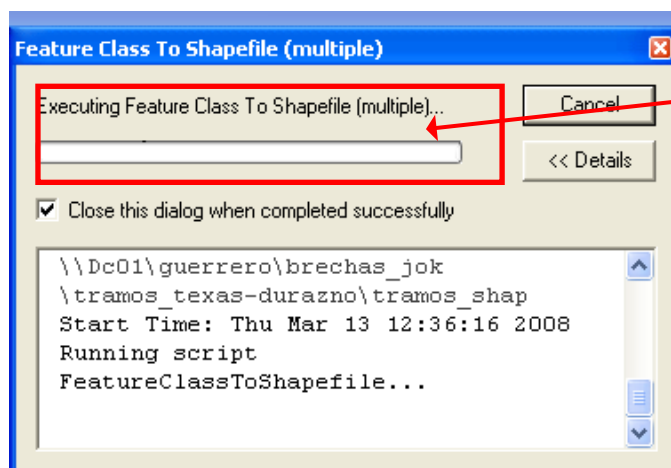 Feature Class To Shapefile (multiple)
Executing Feature Class To Shapefile (multiple)...
Cancel
<< Details
Close this dialog when completed successfully
\\Dc01\guerrero\brechas_jok
\tramos_texas-durazno\tramos_shap
Start Time: Thu Mar 13 12:36:16 2008
Running script
FeatureClassToShapefile...